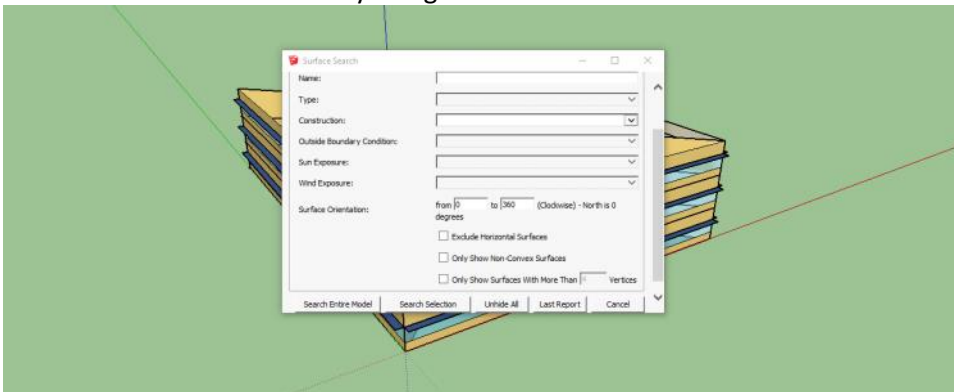 Surface Search
Name:
Type:
Construction:
Outside Boundary Condition:
Sun Exposure:
Wind Exposure:
Surface Orientation: from 0 to 360 (Clockwise) - North is 0
degrees
Exclude Horizontal Surfaces
Only Show Non-Convex Surfaces
Only Show Surfaces With More Than Vertices
Search Entire Model Search Selection Unhide All Last Report Cancel